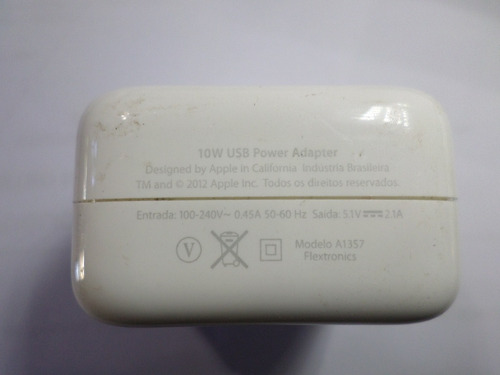 10W USB Power Adapter
Designed by Apple in California Indústria Brasileira
TM and © 2012 Apple Inc. Todos os direitos reservados.
Entrada: 100-240V~ 0.45A 50-60 Hz Saída: 5.1V⎓2.1A
V
Modelo A1357
Flextronics